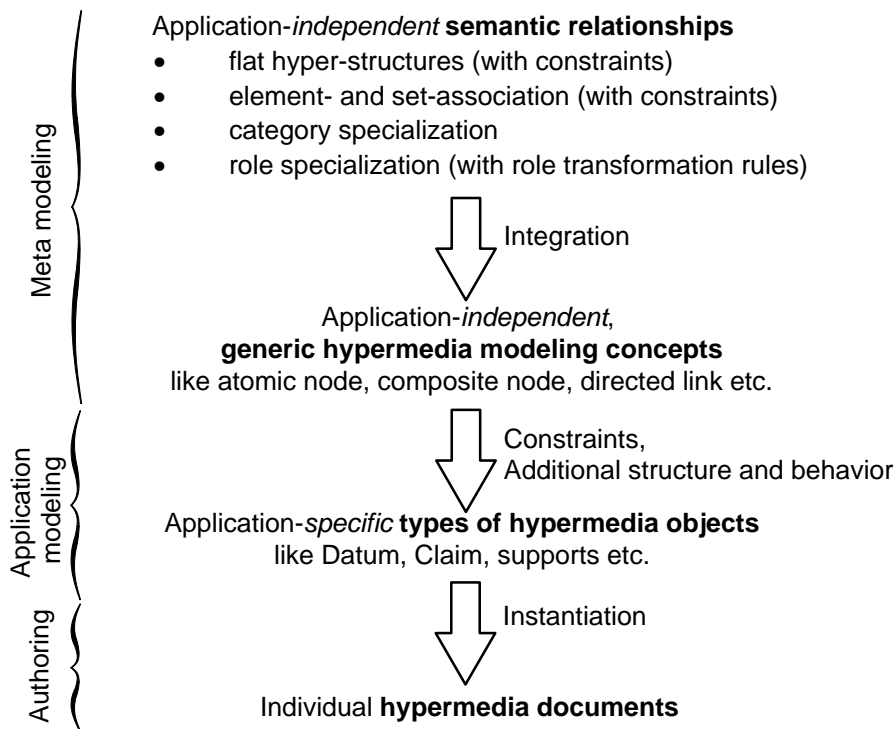 Application-independent semantic relationships
• flat hyper-structures (with constraints)
• element- and set-association (with constraints)
• category specialization
• role specialization (with role transformation rules)
Meta modeling
Integration
Application-independent,
generic hypermedia modeling concepts
like atomic node, composite node, directed link etc.
Application
modeling
Constraints,
Additional structure and behavior
Application-specific types of hypermedia objects
like Datum, Claim, supports etc.
Authoring
Instantiation
Individual hypermedia documents